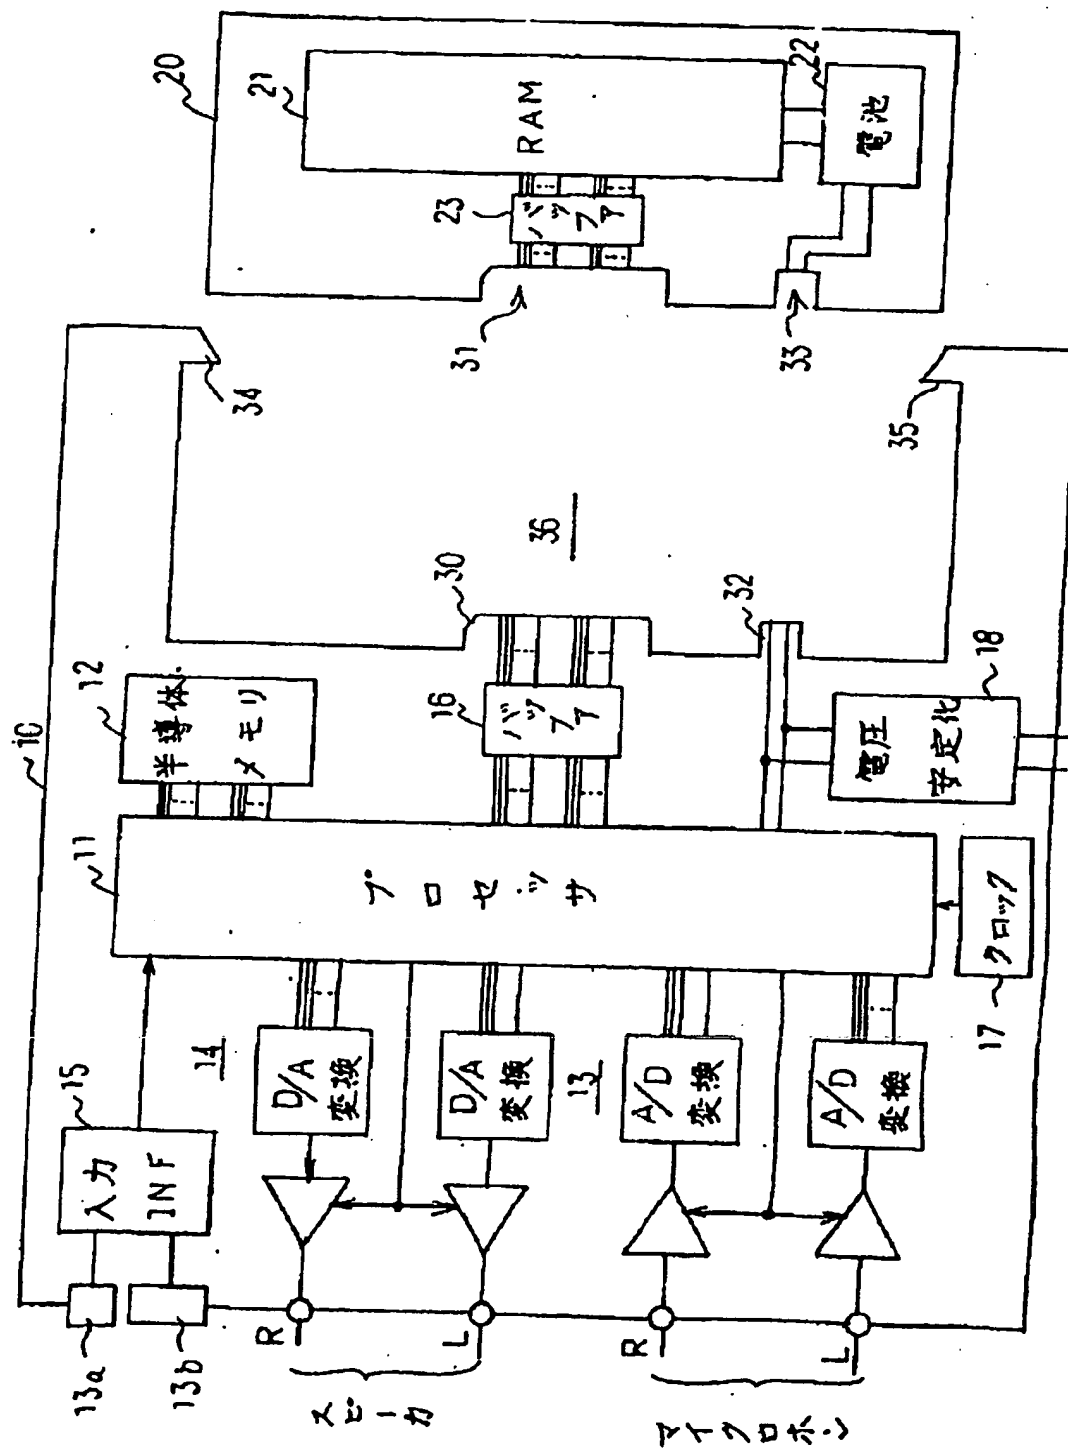 10
13a
13b
15
入力
INF
11
プロセッサ
12
半導体
メモリ
34
20
21
RAM
23
バッ
ファ
31
22
電池
33
35
36
30
32
16
バッ
ファ
18
電圧
安定化
17
クロック
14
D/A
変換
D/A
変換
13
A/D
変換
A/D
変換
R
L
スピーカ
R
L
マイクロホン